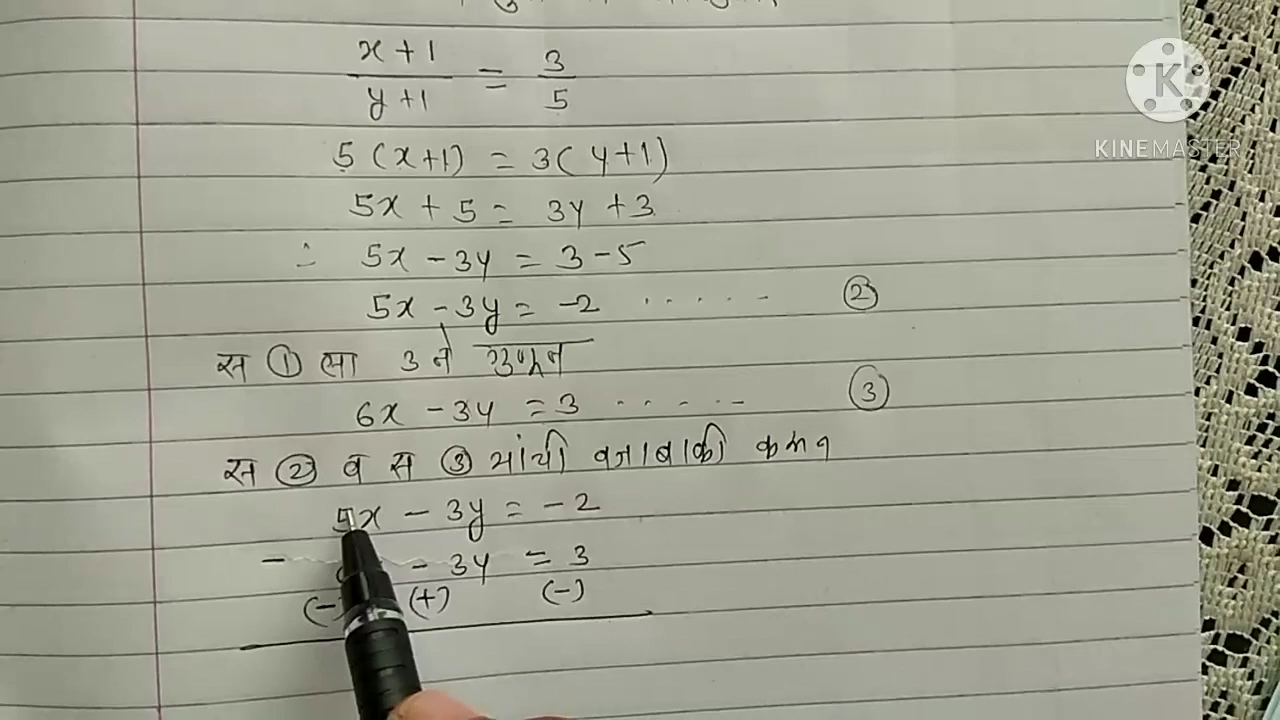 x + 1 / y + 1 = 3 / 5
5 (x+1) = 3 ( y+1)
5x + 5 = 3y + 3
∴ 5x - 3y = 3 - 5
5x - 3y = -2 ..... ②
स ① ला 3 ने गुणून
6x - 3y = 3 ..... ③
स ② व स ③ यांची वजाबाकी करून
5x - 3y = - 2
- - 3y = 3
(-) (+) (-)
K
KINEMASTER